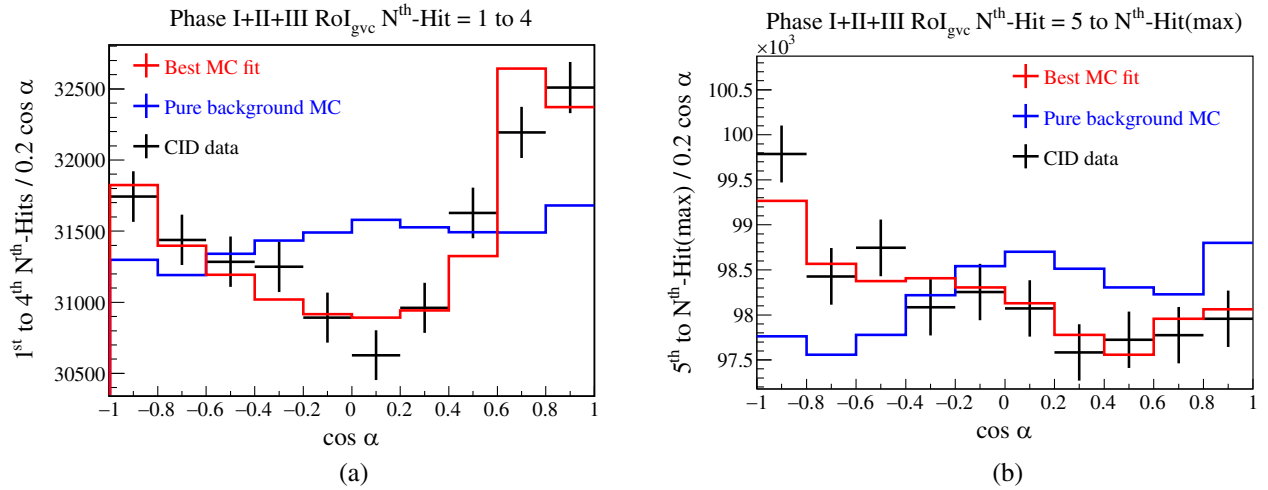 Phase I+II+III RoI_gvc N^th-Hit = 1 to 4
Best MC fit
Pure background MC
CID data
1^st to 4^th N^th-Hits / 0.2 cos α
32500
32000
31500
31000
30500
−1 −0.8 −0.6 −0.4 −0.2 0 0.2 0.4 0.6 0.8 1
cos α
(a)
Phase I+II+III RoI_gvc N^th-Hit = 5 to N^th-Hit(max)
×10^3
Best MC fit
Pure background MC
CID data
5^th to N^th-Hit(max) / 0.2 cos α
100.5
100
99.5
99
98.5
98
97.5
−1 −0.8 −0.6 −0.4 −0.2 0 0.2 0.4 0.6 0.8 1
cos α
(b)